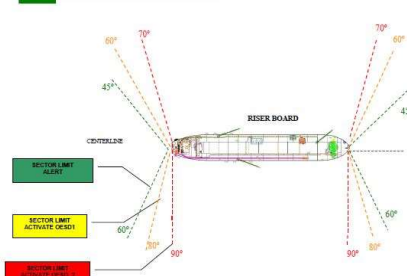 70°
70°
60°
60°
45°
45
RISER BOARD
CENTERLINE
SECTOR LIMIT
ALERT
SECTOR LIMIT
ACTIVATE OESD1
60°
60°
80°
80°
90°
90°
SECTOR LIMIT